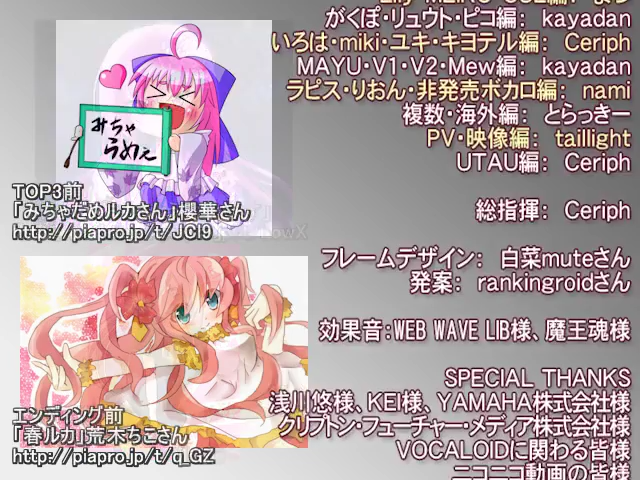 がくぽ・リュウト・ピコ編： kayadan
いろは・miki・ユキ・キヨテル編： Ceriph
MAYU・V1・V2・Mew編： kayadan
ラピス・りおん・非発売ボカロ編： nami
複数・海外編： とらっきー
PV・映像編： taillight
UTAU編： Ceriph
総指揮： Ceriph
フレームデザイン： 白菜muteさん
発案： rankingroidさん
効果音：WEB WAVE LIB様、魔王魂様
SPECIAL THANKS
浅川悠様、KEI様、YAMAHA株式会社様
クリプトン・フューチャー・メディア株式会社様
VOCALOIDに関わる皆様
ニコニコ動画の皆様
みちゃ
らめぇ
TOP3前
「みちゃだめルカさん」櫻華さん
http://piapro.jp/t/JCl9
エンディング前
「春ルカ」荒木ちこさん
http://piapro.jp/t/q_GZ